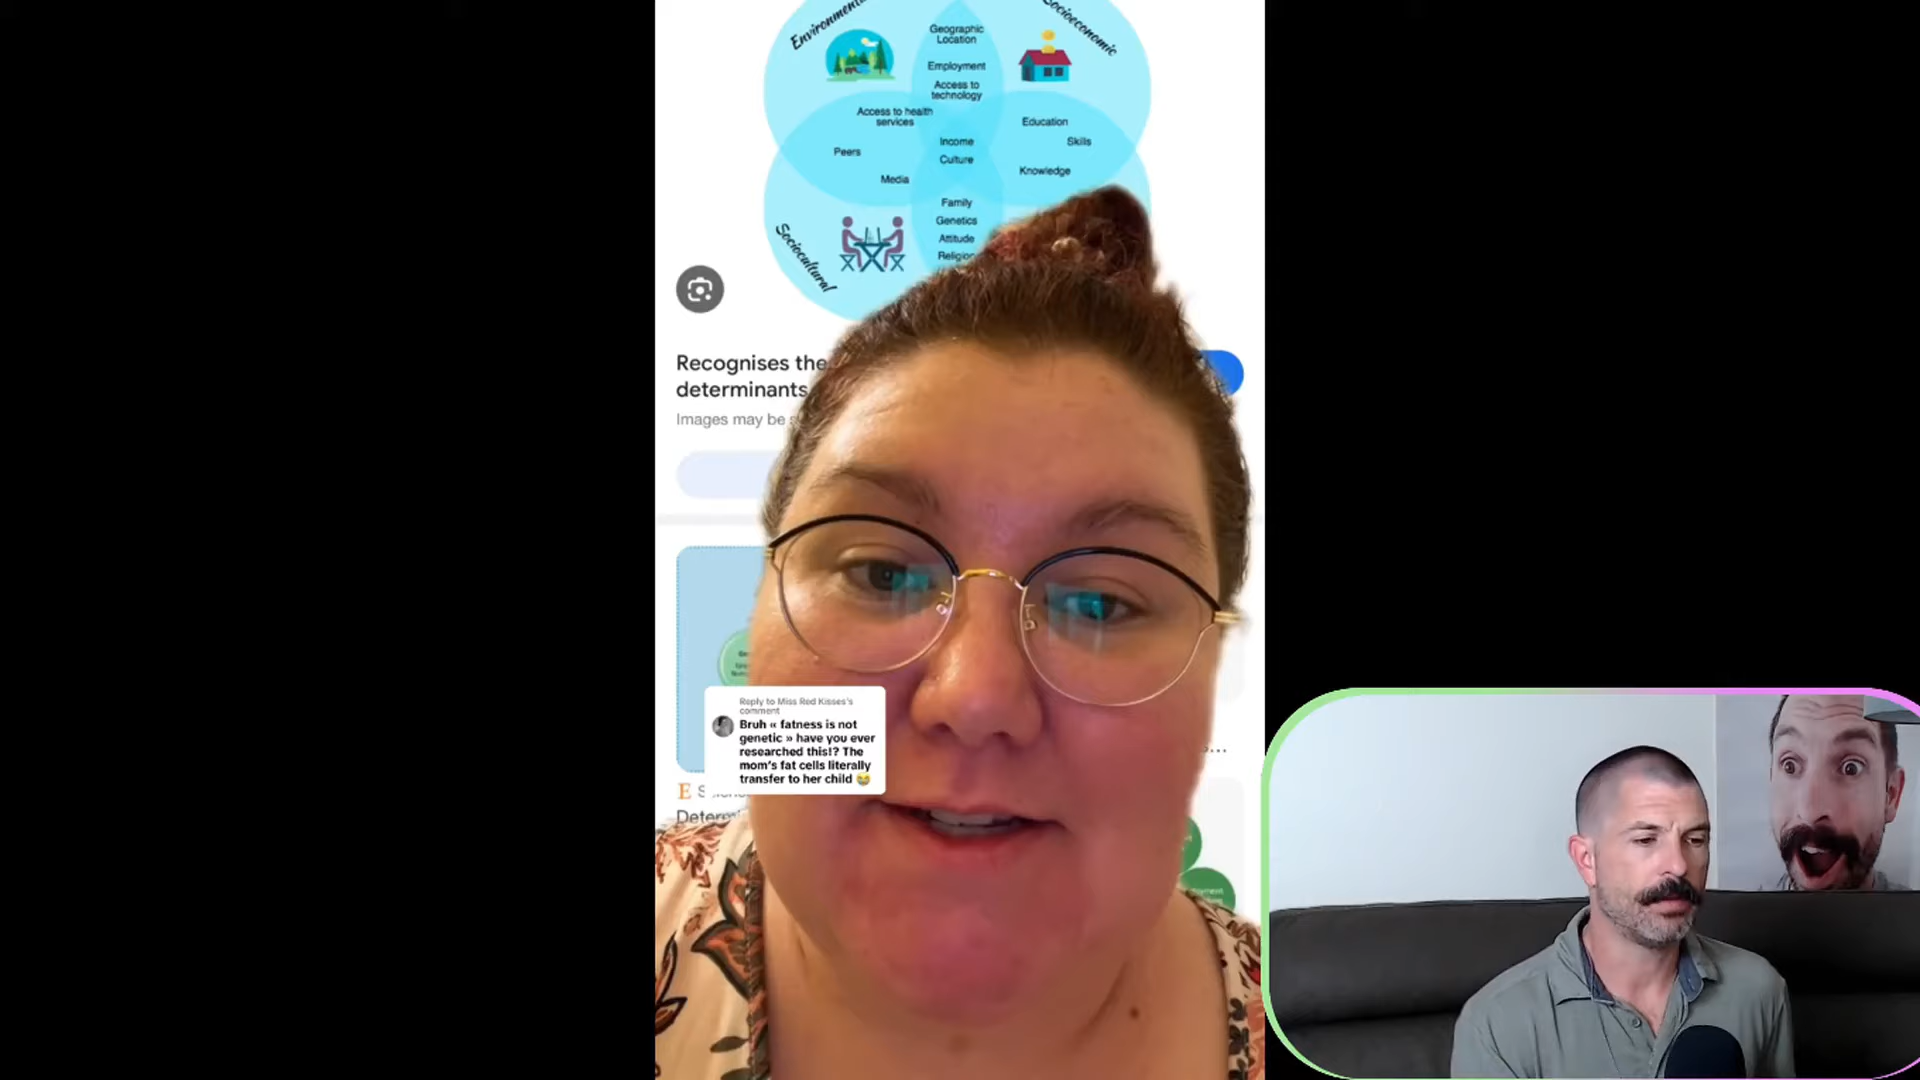 Environmental
Socioeconomic
Geographic
Location
Employment
Access to
technology
Access to health
services
Education
Income
Skills
Peers
Culture
Knowledge
Media
Family
Genetics
Attitude
Religion
Sociocultural
Recognises the
determinants
Images may be s
Reply to Miss Red Kisses's
comment
Bruh « fatness is not
genetic » have you ever
researched this!? The
mom's fat cells literally
transfer to her child 😂
E S
Determ